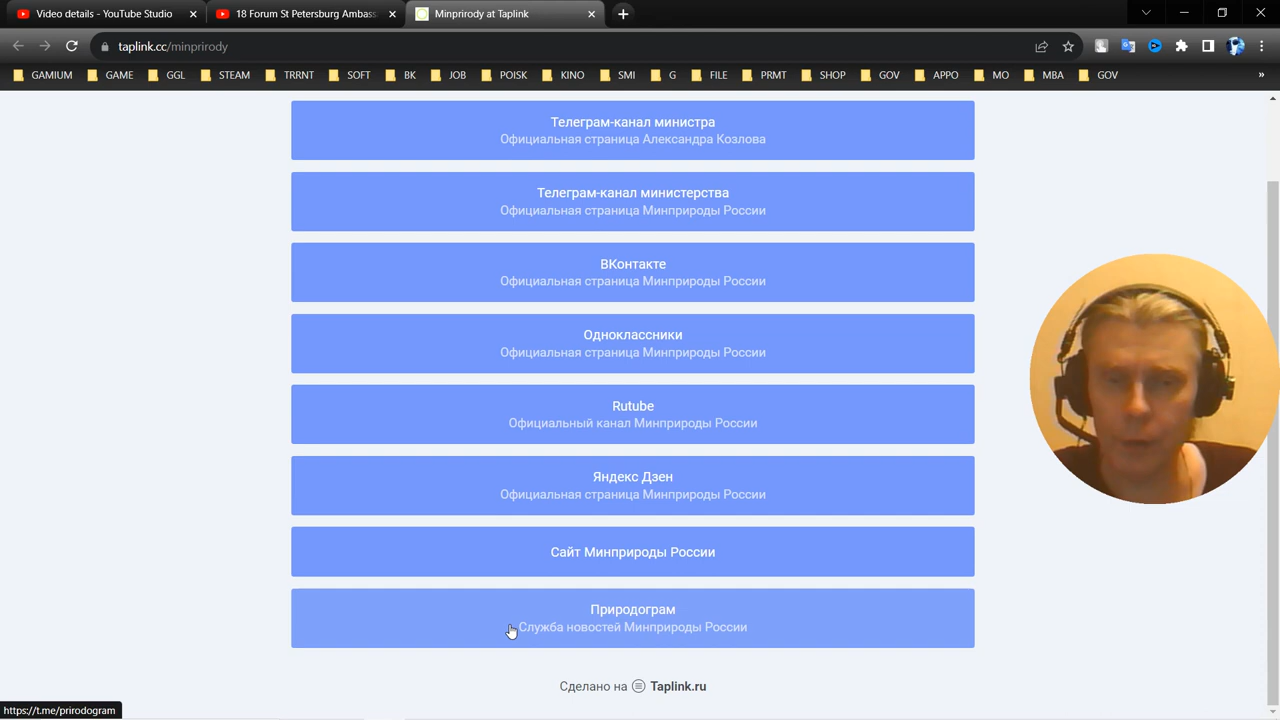 Video details - YouTube Studio
18 Forum St Petersburg Ambass
Minprirody at Taplink
taplink.cc/minprirody
GAMIUM
GAME
GGL
STEAM
TRRNT
SOFT
BK
JOB
POISK
KINO
SMI
G
FILE
PRMT
SHOP
GOV
APPO
MO
MBA
GOV
»
Телеграм-канал министра
Официальная страница Александра Козлова
Телеграм-канал министерства
Официальная страница Минприроды России
ВКонтакте
Официальная страница Минприроды России
Одноклассники
Официальная страница Минприроды России
Rutube
Официальный канал Минприроды России
Яндекс Дзен
Официальная страница Минприроды России
Сайт Минприроды России
Природограм
Служба новостей Минприроды России
Сделано на Taplink.ru
https://t.me/prirodogram